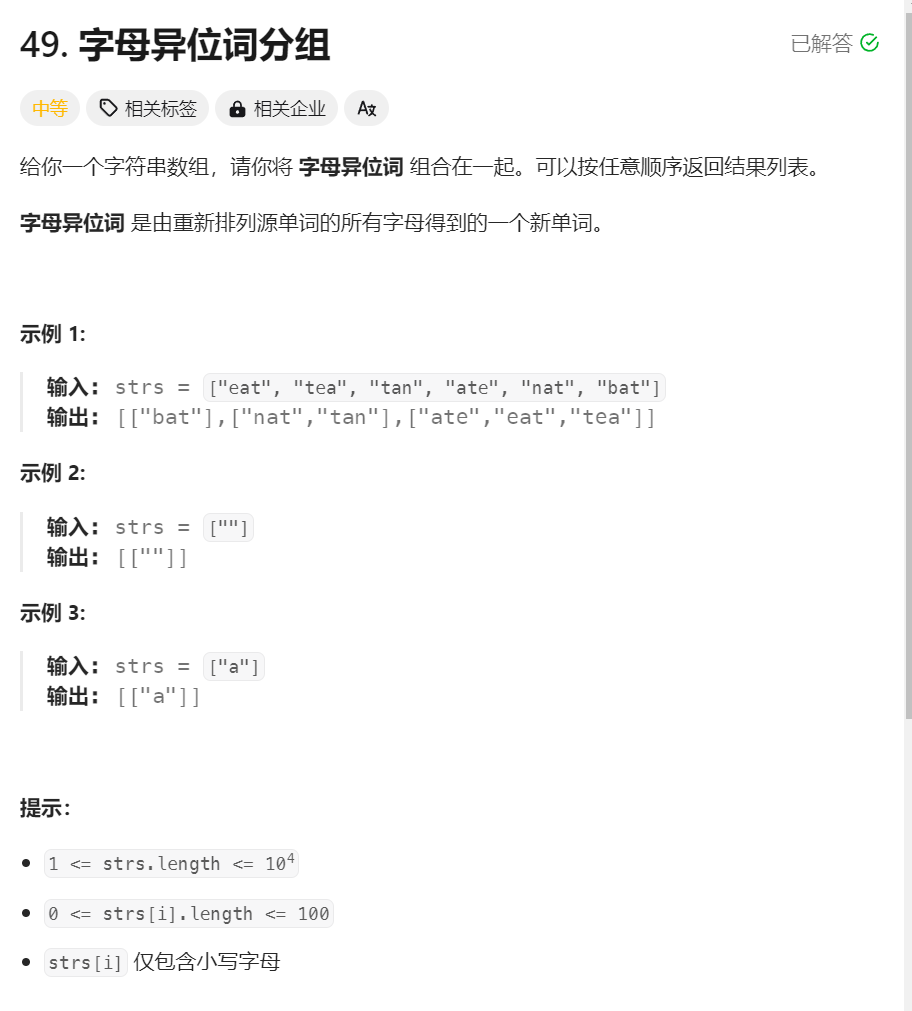 49. 字母异位词分组
已解答
中等 相关标签 相关企业
给你一个字符串数组，请你将 字母异位词 组合在一起。可以按任意顺序返回结果列表。
字母异位词 是由重新排列源单词的所有字母得到的一个新单词。
示例 1:
输入: strs = ["eat", "tea", "tan", "ate", "nat", "bat"]
输出: [["bat"],["nat","tan"],["ate","eat","tea"]]
示例 2:
输入: strs = [""]
输出: [[""]]
示例 3:
输入: strs = ["a"]
输出: [["a"]]
提示：
1 <= strs.length <= 10⁴
0 <= strs[i].length <= 100
strs[i] 仅包含小写字母